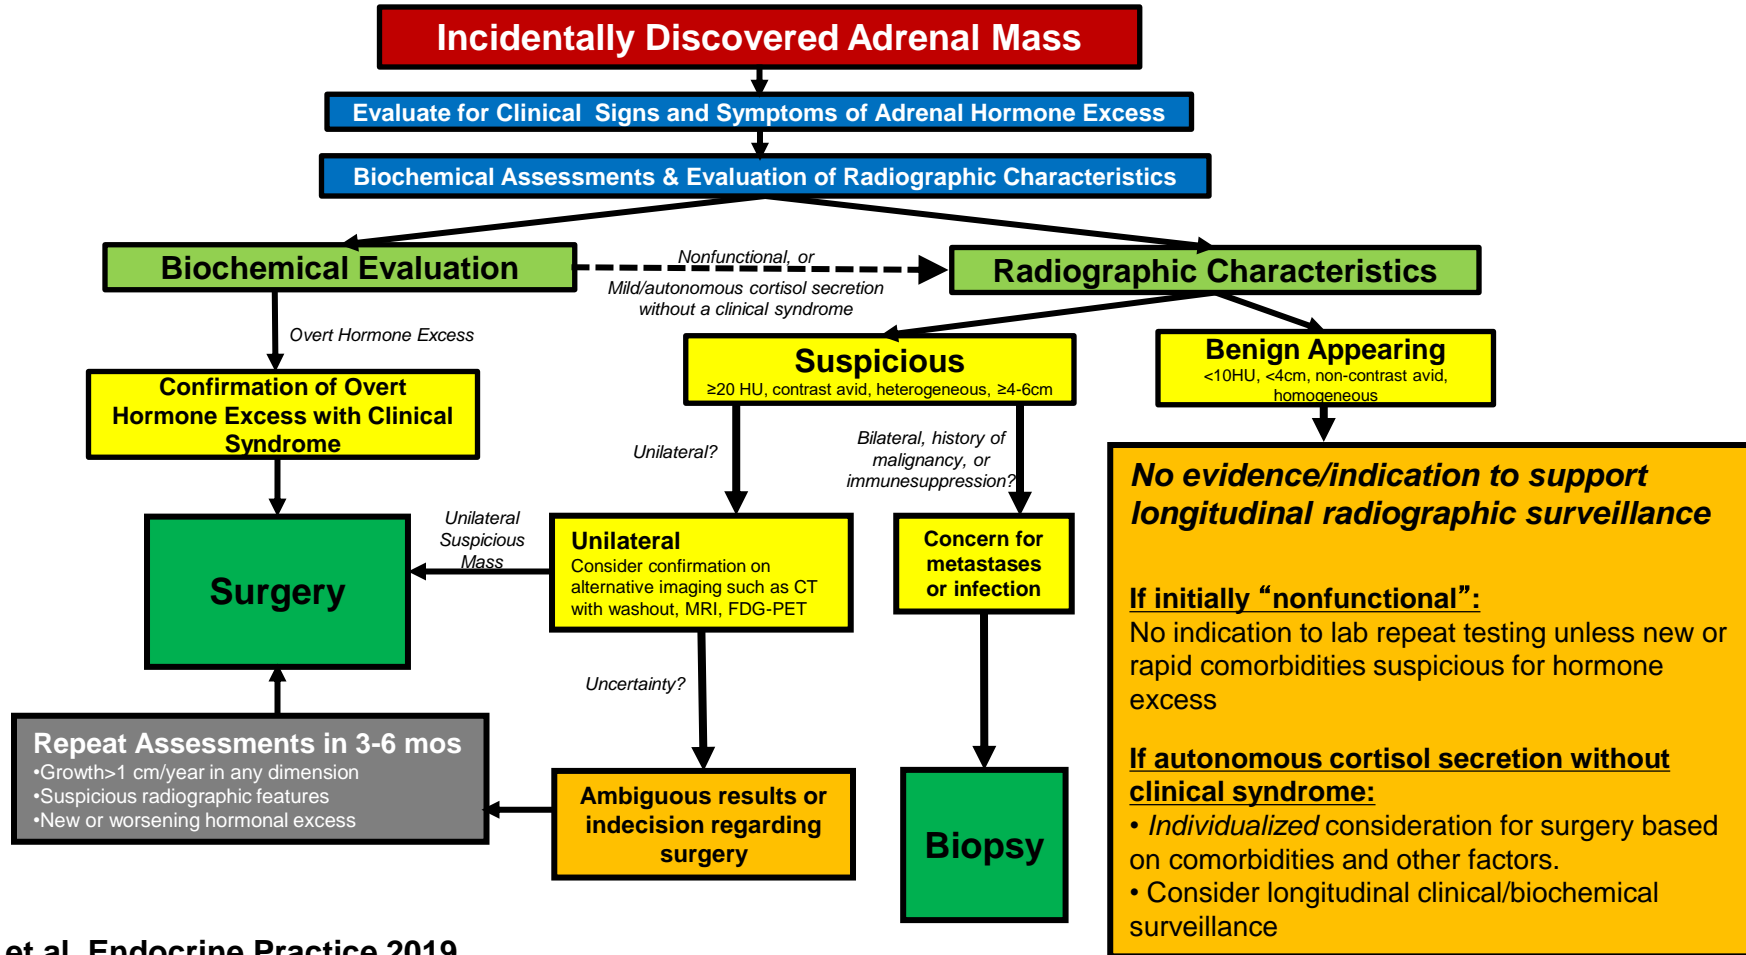 Incidentally Discovered Adrenal Mass
Evaluate for Clinical Signs and Symptoms of Adrenal Hormone Excess
Biochemical Assessments & Evaluation of Radiographic Characteristics
Biochemical Evaluation
Nonfunctional, or
Mild/autonomous cortisol secretion
without a clinical syndrome
Radiographic Characteristics
Overt Hormone Excess
Confirmation of Overt
Hormone Excess with Clinical
Syndrome
Suspicious
≥20 HU, contrast avid, heterogeneous, ≥4-6cm
Benign Appearing
<10HU, <4cm, non-contrast avid,
homogeneous
Unilateral?
Bilateral, history of
malignancy, or
immunesuppression?
Surgery
Unilateral
Suspicious
Mass
Unilateral
Consider confirmation on
alternative imaging such as CT
with washout, MRI, FDG-PET
Concern for
metastases
or infection
Uncertainty?
Repeat Assessments in 3-6 mos
•Growth>1 cm/year in any dimension
•Suspicious radiographic features
•New or worsening hormonal excess
Ambiguous results or
indecision regarding
surgery
Biopsy
No evidence/indication to support
longitudinal radiographic surveillance
If initially “nonfunctional”:
No indication to lab repeat testing unless new or
rapid comorbidities suspicious for hormone
excess
If autonomous cortisol secretion without
clinical syndrome:
• Individualized consideration for surgery based
on comorbidities and other factors.
• Consider longitudinal clinical/biochemical
surveillance
et al. Endocrine Practice 2019